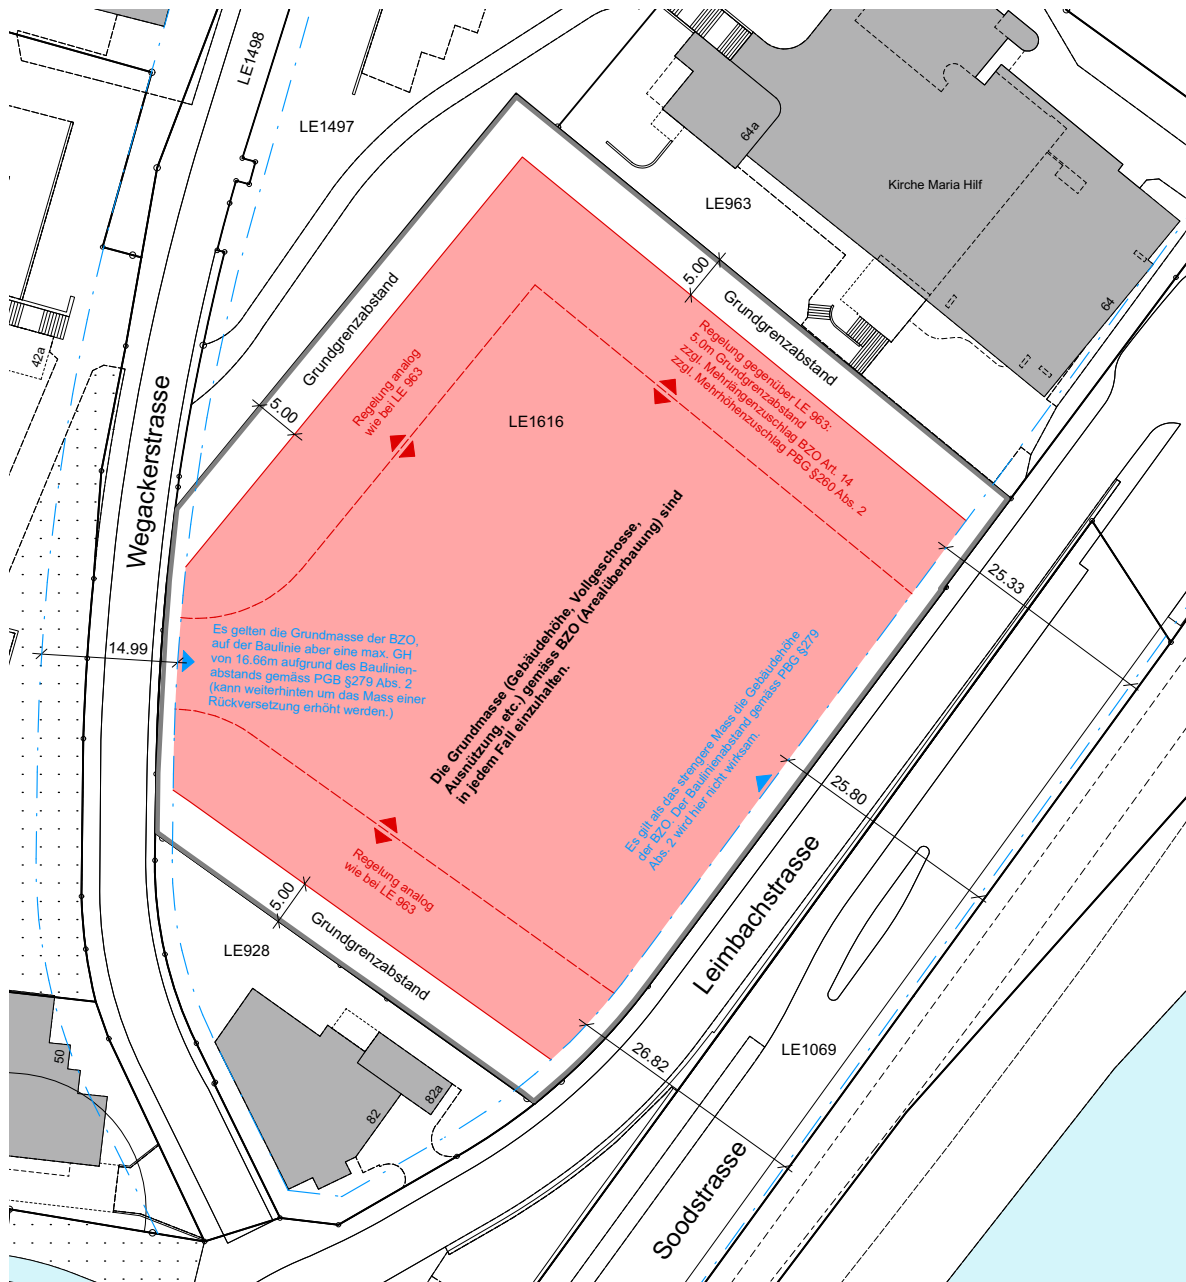 LE1498
LE1497
64a
Kirche Maria Hilf
LE963
64
5.00
Grundgrenzabstand
Grundgrenzabstand
42a
5.00
Regelung analog
wie bei LE 963
Regelung gegenüber LE 963:
5.0m Grundgrenzabstand
zzgl. Mehrlängenzuschlag BZO Art. 14
zzgl. Mehrhöhenzuschlag PBG §260 Abs. 2
LE1616
Wegackerstrasse
Die Grundmasse (Gebäudehöhe, Vollgeschosse,
Ausnützung, etc.) gemäss BZO (Arealüberbauung) sind
in jedem Fall einzuhalten.
25.33
14.99
Es gelten die Grundmasse der BZO,
auf der Baulinie aber eine max. GH
von 16.66m aufgrund des Baulinien-
abstands gemäss PGB §279 Abs. 2
(kann weiterhinten um das Mass einer
Rückversetzung erhöht werden.)
Es gilt als das strengere Mass die Gebäudehöhe
der BZO. Der Baulinienabstand gemäss PBG §279
Abs. 2 wird hier nicht wirksam.
25.80
Regelung analog
wie bei LE 963
5.00
Grundgrenzabstand
LE928
Leimbachstrasse
26.82
LE1069
50
82
82a
Soodstrasse